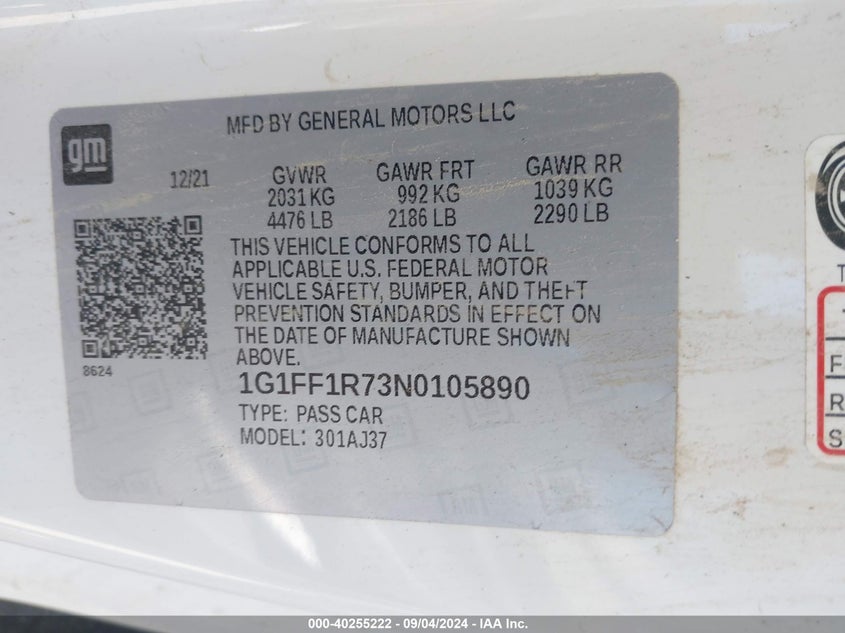 MFD BY GENERAL MOTORS LLC
gm
12/21
GVWR GAWR FRT GAWR RR
2031 KG 992 KG 1039 KG
4476 LB 2186 LB 2290 LB
THIS VEHICLE CONFORMS TO ALL
APPLICABLE U.S. FEDERAL MOTOR
VEHICLE SAFETY, BUMPER, AND THEFT
PREVENTION STANDARDS IN EFFECT ON
THE DATE OF MANUFACTURE SHOWN
ABOVE.
8624
1G1FF1R73N0105890
TYPE: PASS CAR
MODEL: 301AJ37
T
F
R
S
000-40255222 - 09/04/2024 - IAA Inc.